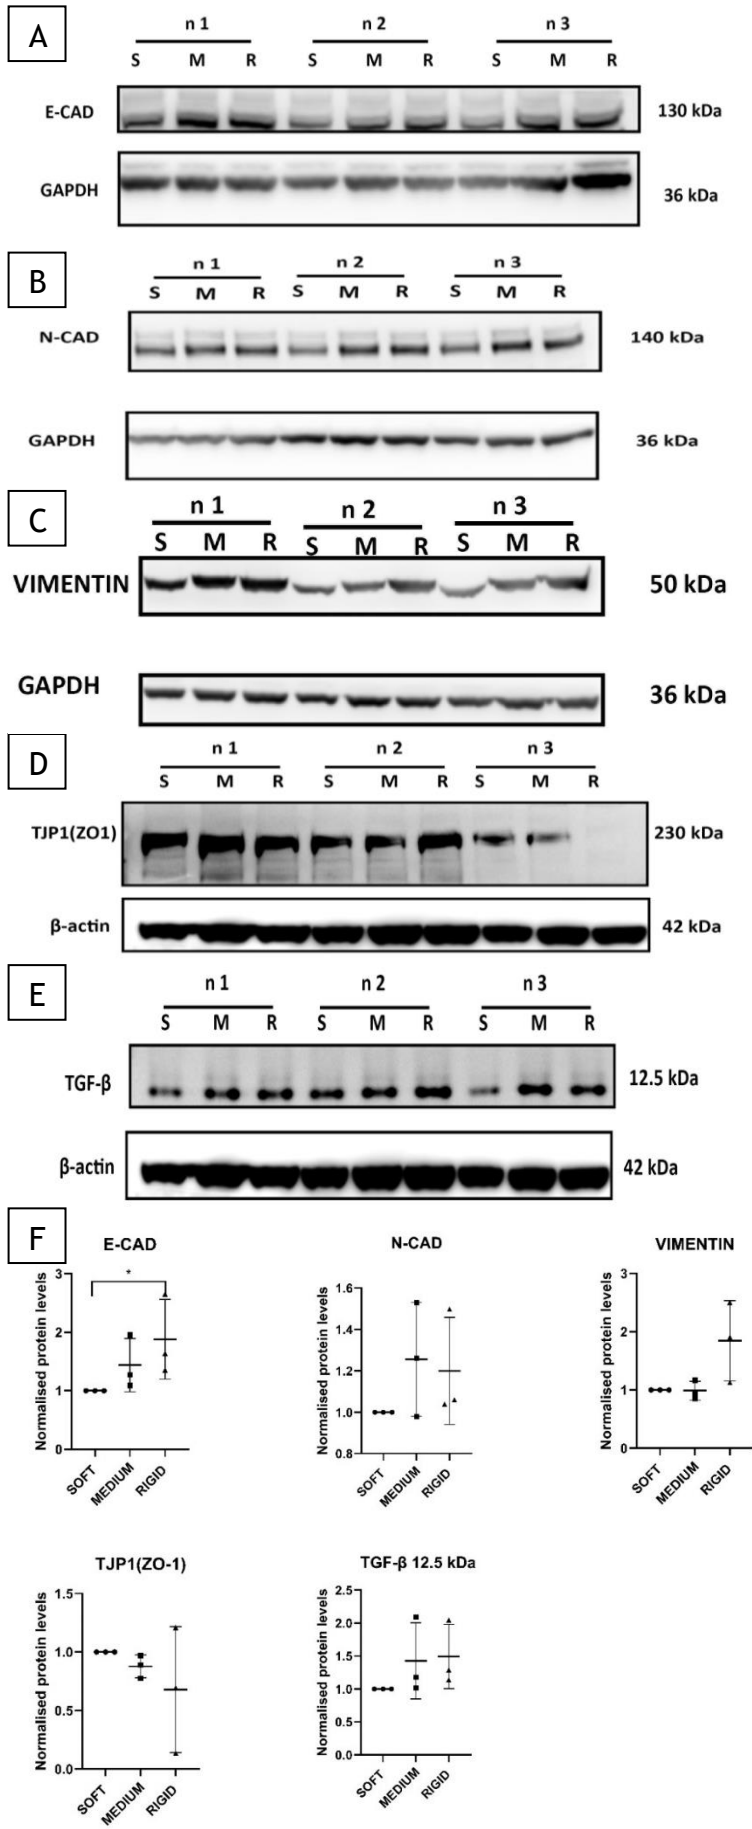 A
n 1 n 2 n 3
S M R S M R S M R
E-CAD 130 kDa
GAPDH 36 kDa
B
n 1 n 2 n 3
S M R S M R S M R
N-CAD 140 kDa
GAPDH 36 kDa
C
n 1 n 2 n 3
S M R S M R S M R
VIMENTIN 50 kDa
GAPDH 36 kDa
D
n 1 n 2 n 3
S M R S M R S M R
TJP1(ZO1) 230 kDa
β-actin 42 kDa
E
n 1 n 2 n 3
S M R S M R S M R
TGF-β 12.5 kDa
β-actin 42 kDa
F
E-CAD
Normalised protein levels
3
2
1
0
*
SOFT
MEDIUM
RIGID
N-CAD
Normalised protein levels
1.6
1.4
1.2
1.0
0.8
SOFT
MEDIUM
RIGID
VIMENTIN
Normalised protein levels
3
2
1
0
SOFT
MEDIUM
RIGID
TJP1(ZO-1)
Normalised protein levels
1.5
1.0
0.5
0.0
SOFT
MEDIUM
RIGID
TGF-β 12.5 kDa
Normalised protein levels
2.5
2.0
1.5
1.0
0.5
0.0
SOFT
MEDIUM
RIGID